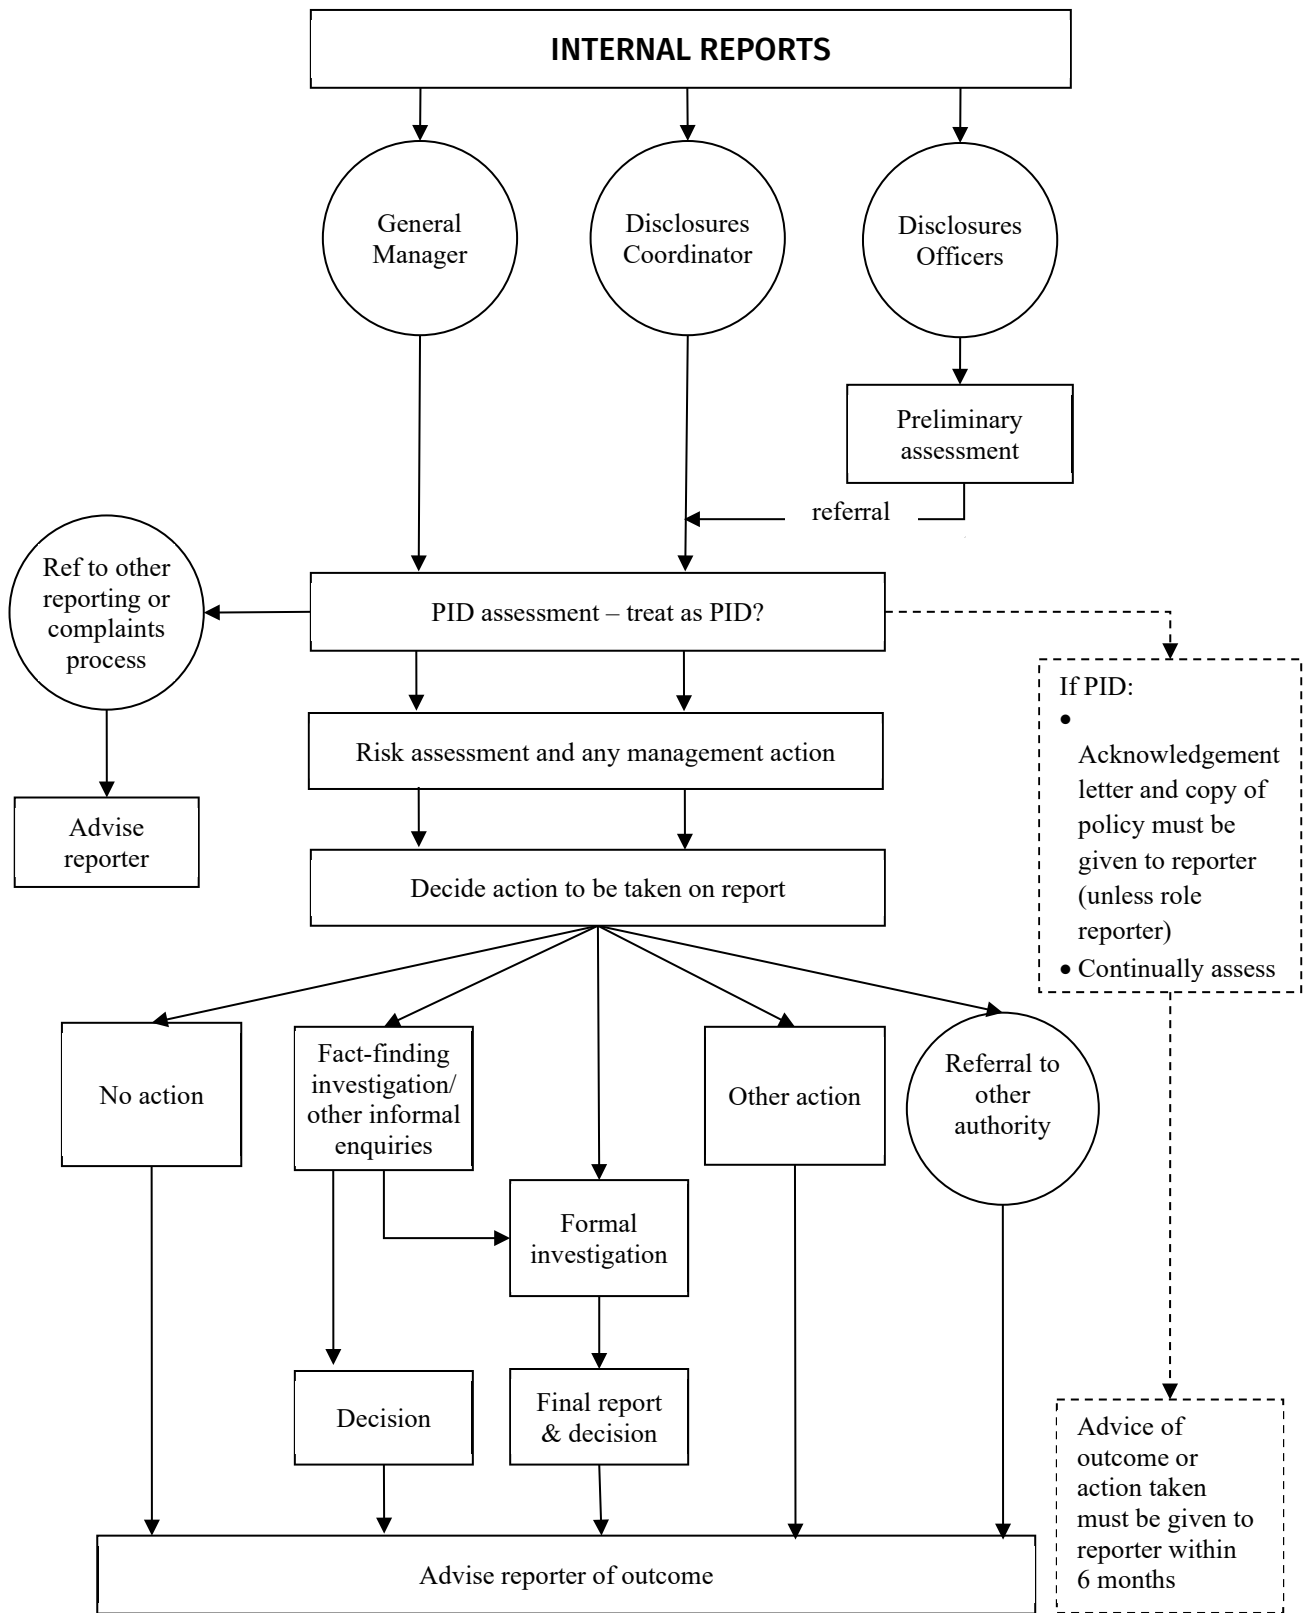 INTERNAL REPORTS
General
Manager
Disclosures
Coordinator
Disclosures
Officers
Preliminary
assessment
referral
Ref to other
reporting or
complaints
process
PID assessment – treat as PID?
If PID:
•
Acknowledgement
letter and copy of
policy must be
given to reporter
(unless role
reporter)
• Continually assess
Risk assessment and any management action
Advise
reporter
Decide action to be taken on report
No action
Fact-finding
investigation/
other informal
enquiries
Other action
Referral to
other
authority
Formal
investigation
Decision
Final report
& decision
Advice of
outcome or
action taken
must be given to
reporter within
6 months
Advise reporter of outcome